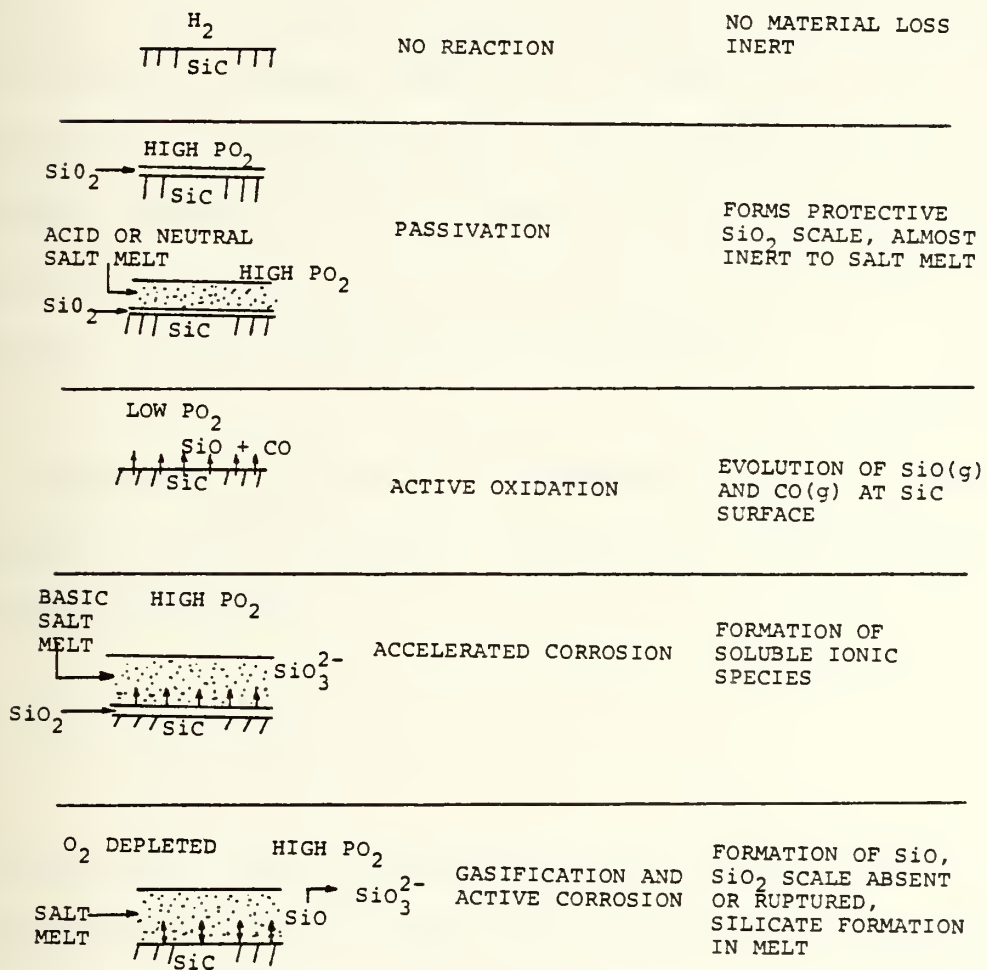 H₂
SiC
NO REACTION
NO MATERIAL LOSS
INERT
HIGH PO₂
SiO₂
SiC
ACID OR NEUTRAL
SALT MELT
HIGH PO₂
SiO₂
SiC
PASSIVATION
FORMS PROTECTIVE
SiO₂ SCALE, ALMOST
INERT TO SALT MELT
LOW PO₂
SiO + CO
SiC
ACTIVE OXIDATION
EVOLUTION OF SiO(g)
AND CO(g) AT SiC
SURFACE
BASIC
SALT
MELT
HIGH PO₂
SiO₃²⁻
SiO₂
SiC
ACCELERATED CORROSION
FORMATION OF
SOLUBLE IONIC
SPECIES
O₂ DEPLETED
HIGH PO₂
SALT
MELT
SiO
SiO₃²⁻
SiC
GASIFICATION AND
ACTIVE CORROSION
FORMATION OF SiO,
SiO₂ SCALE ABSENT
OR RUPTURED,
SILICATE FORMATION
IN MELT